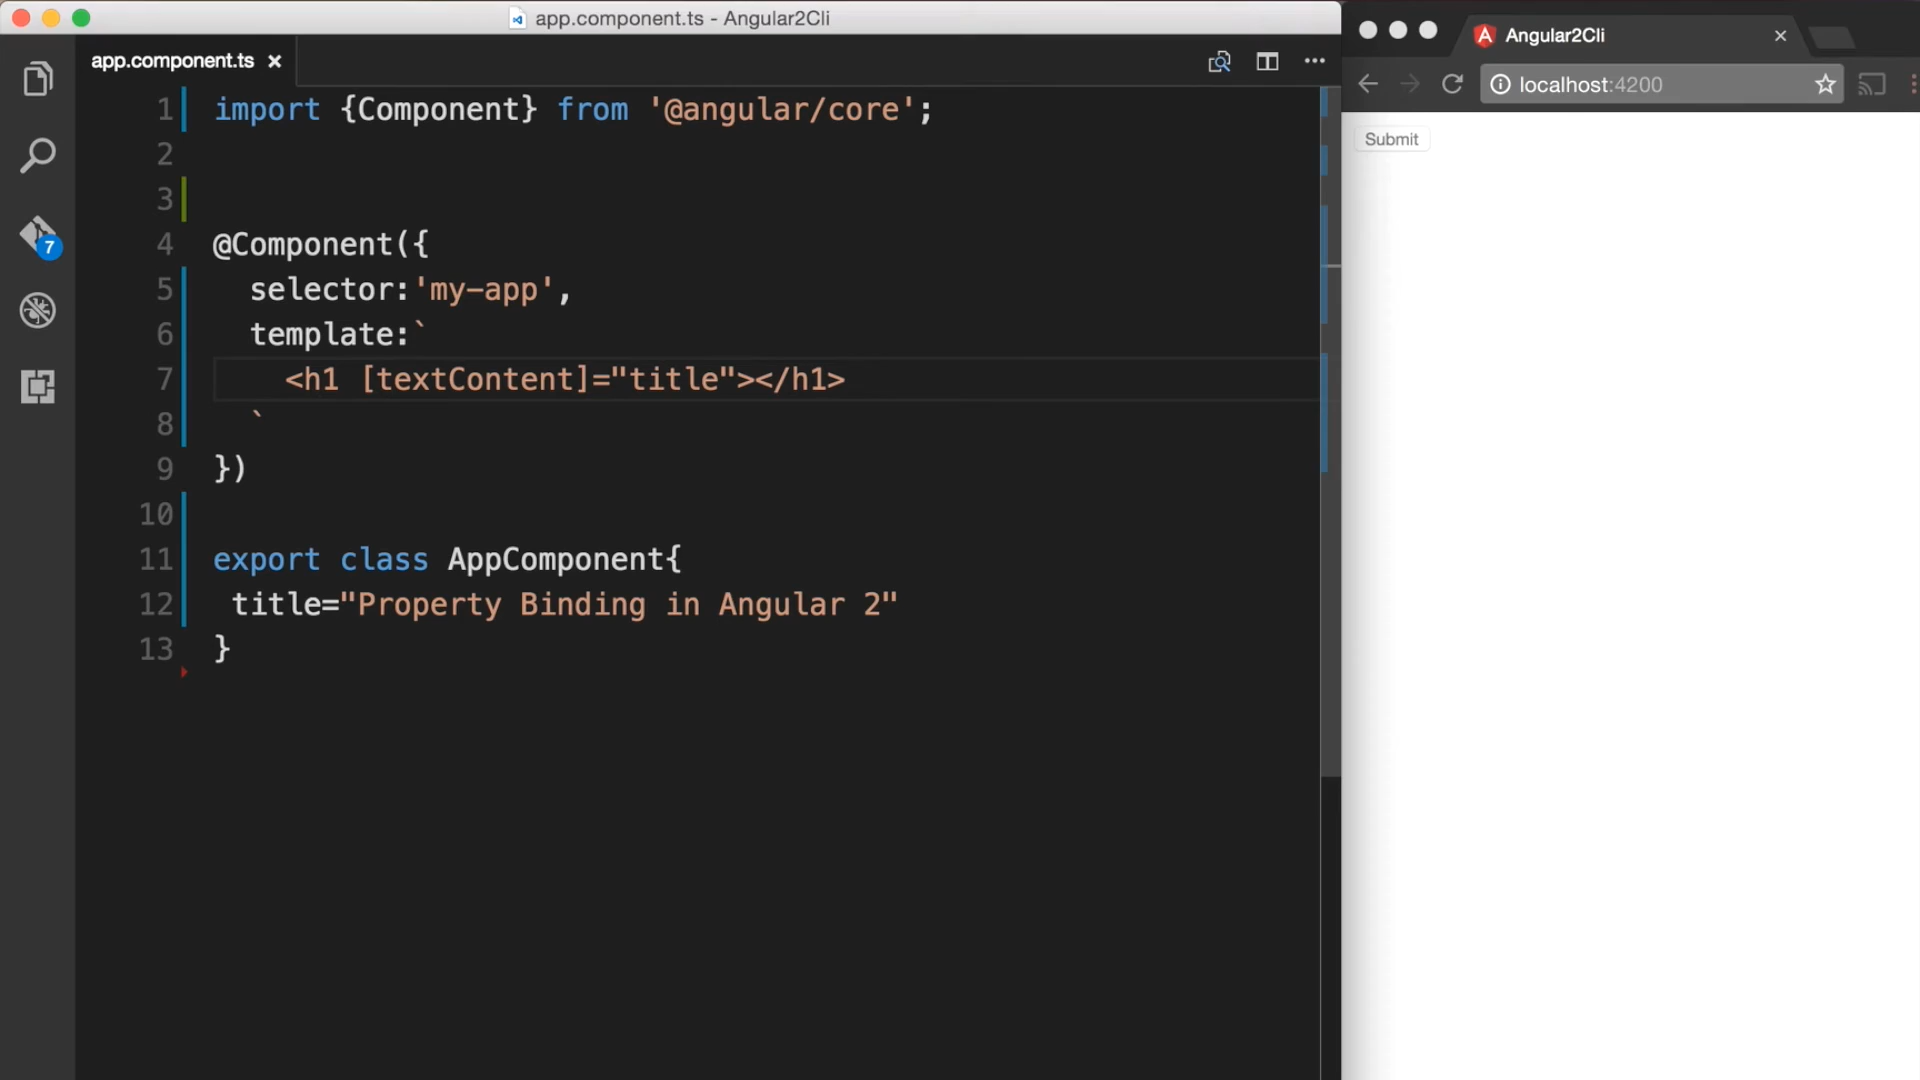 app.component.ts - Angular2Cli
app.component.ts
1 import {Component} from '@angular/core';
2
3
4 @Component({
5 selector:'my-app',
6 template:`
7 <h1 [textContent]="title"></h1>
8 `
9 })
10
11 export class AppComponent{
12 title="Property Binding in Angular 2"
13 }
7
Angular2Cli
localhost:4200
Submit